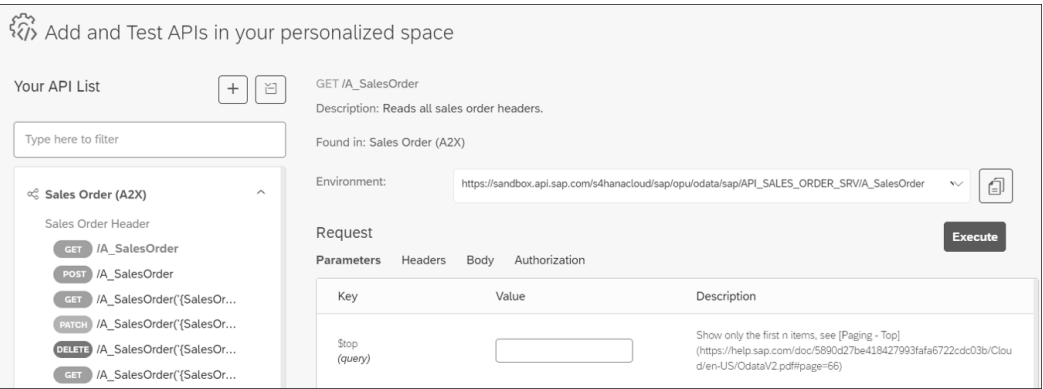 Add and Test APIs in your personalized space
Your API List
+
Type here to filter
Sales Order (A2X)
Sales Order Header
GET /A_SalesOrder
POST /A_SalesOrder
GET /A_SalesOrder('{SalesOr...
PATCH /A_SalesOrder('{SalesOr...
DELETE /A_SalesOrder('{SalesOr...
GET /A_SalesOrder('{SalesOr...
GET /A_SalesOrder
Description: Reads all sales order headers.
Found in: Sales Order (A2X)
Environment: https://sandbox.api.sap.com/s4hanacloud/sap/opu/odata/sap/API_SALES_ORDER_SRV/A_SalesOrder
Request
Execute
Parameters Headers Body Authorization
Key Value Description
$top
(query)
Show only the first n items, see [Paging - Top]
(https://help.sap.com/doc/5890d27be418427993fafa6722cdc03b/Clou
d/en-US/OdataV2.pdf#page=66)